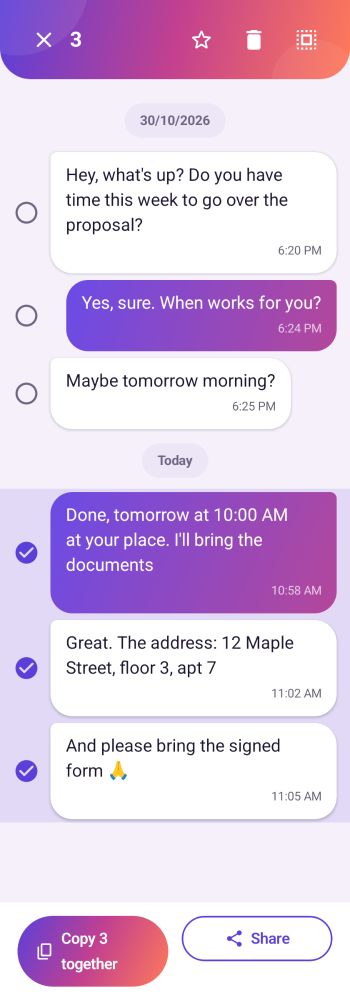 3
30/10/2026
Hey, what's up? Do you have
time this week to go over the
proposal?
6:20 PM
Yes, sure. When works for you?
6:24 PM
Maybe tomorrow morning?
6:25 PM
Today
Done, tomorrow at 10:00 AM
at your place. I'll bring the
documents
10:58 AM
Great. The address: 12 Maple
Street, floor 3, apt 7
11:02 AM
And please bring the signed
form 🙏
11:05 AM
Copy 3
together
Share